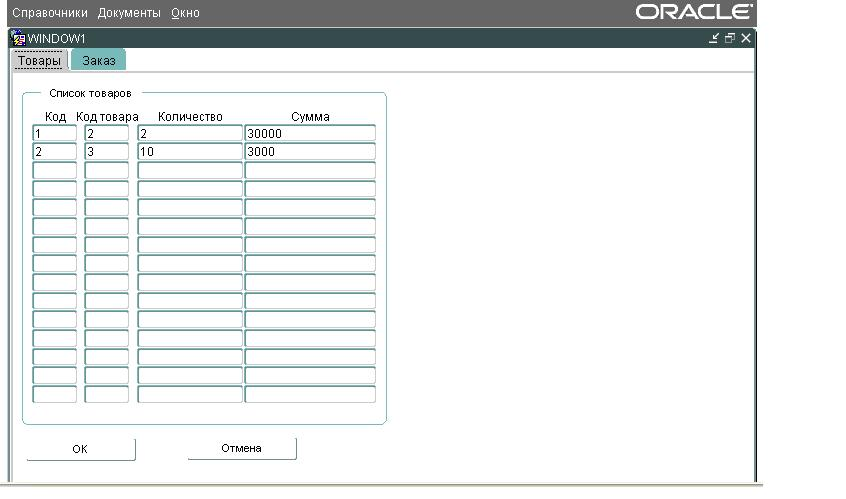 Справочники Документы Окно ORACLE
WINDOW1
Товары Заказ
Список товаров
Код Код товара Количество Сумма
1 2 2 30000
2 3 10 3000
OK Отмена